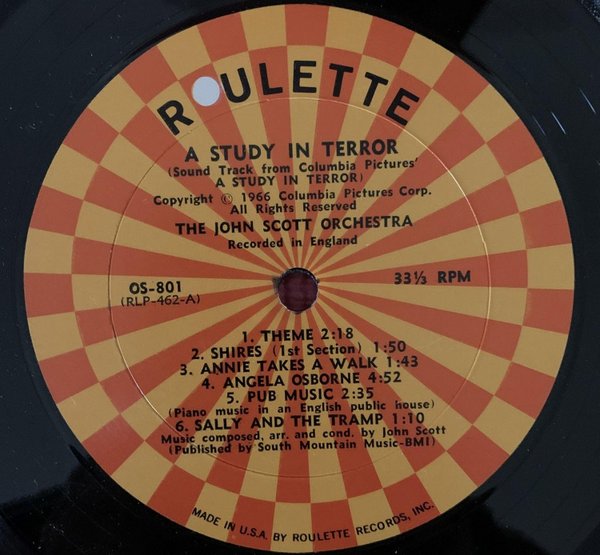 ROULETTE
A STUDY IN TERROR
(Sound Track from Columbia Pictures'
A STUDY IN TERROR)
Copyright © 1966 Columbia Pictures Corp.
All Rights Reserved
THE JOHN SCOTT ORCHESTRA
Recorded in England
OS-801
(RLP-462-A)
33⅓ RPM
1. THEME 2:18
2. SHIRES (1st Section) 1:50
3. ANNIE TAKES A WALK 1:43
4. ANGELA OSBORNE 4:52
5. PUB MUSIC 2:35
(Piano music in an English public house)
6. SALLY AND THE TRAMP 1:10
Music composed, arr. and cond. by John Scott
(Published by South Mountain Music-BMI)
MADE IN U.S.A. BY ROULETTE RECORDS, INC.